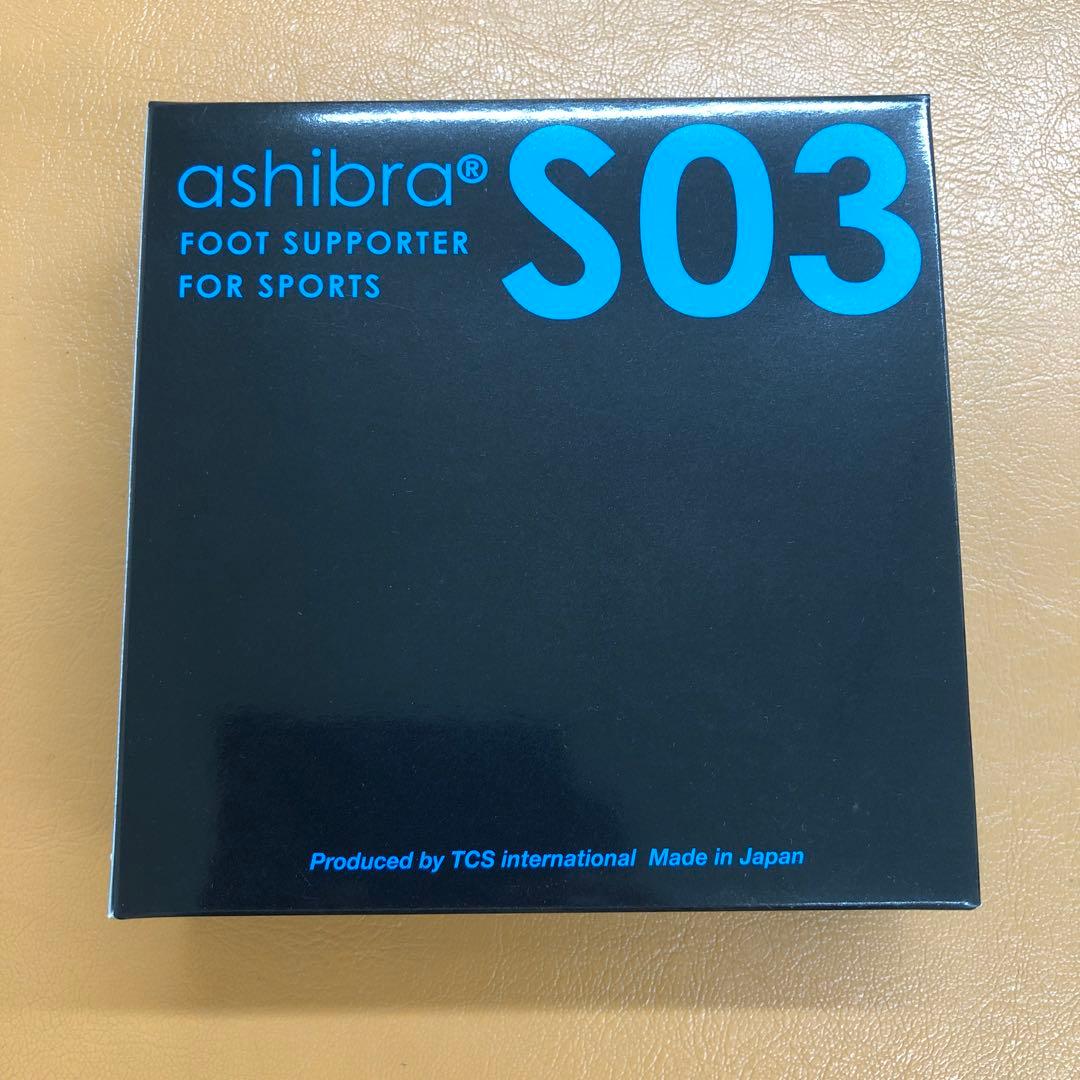 ashibra® S03
FOOT SUPPORTER
FOR SPORTS
Produced by TCS international Made in Japan